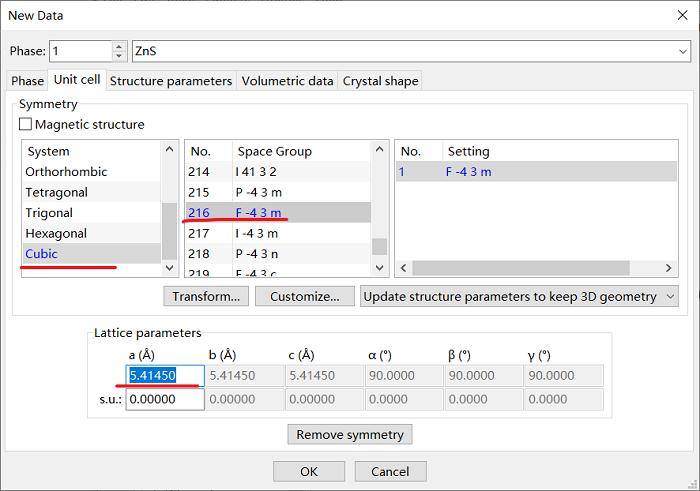 New Data
Phase: 1 ZnS
Phase Unit cell Structure parameters Volumetric data Crystal shape
Symmetry
Magnetic structure
System No. Space Group No. Setting
Orthorhombic 214 I 41 3 2 1 F -4 3 m
Tetragonal 215 P -4 3 m
Trigonal 216 F -4 3 m
Hexagonal 217 I -4 3 m
Cubic 218 P -4 3 n
219 F -4 3 c
Transform... Customize... Update structure parameters to keep 3D geometry
Lattice parameters
a (Å) b (Å) c (Å) α (°) β (°) γ (°)
5.41450 5.41450 5.41450 90.0000 90.0000 90.0000
s.u.: 0.00000 0.00000 0.00000 0.0000 0.0000 0.0000
Remove symmetry
OK Cancel